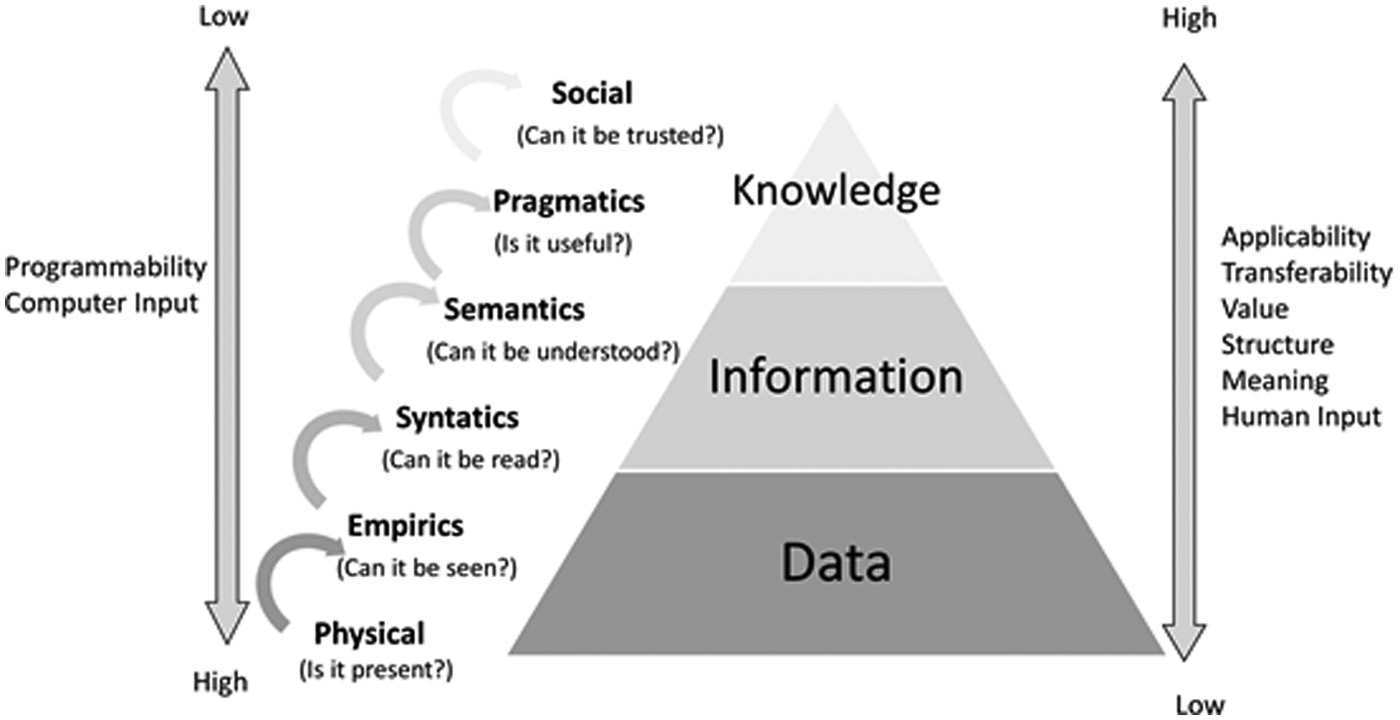 Low
High
Social
(Can it be trusted?)
Knowledge
Pragmatics
(Is it useful?)
Programmability
Computer Input
Applicability
Transferability
Value
Structure
Meaning
Human Input
Semantics
(Can it be understood?)
Information
Syntatics
(Can it be read?)
Empirics
(Can it be seen?)
Data
Physical
(Is it present?)
High
Low